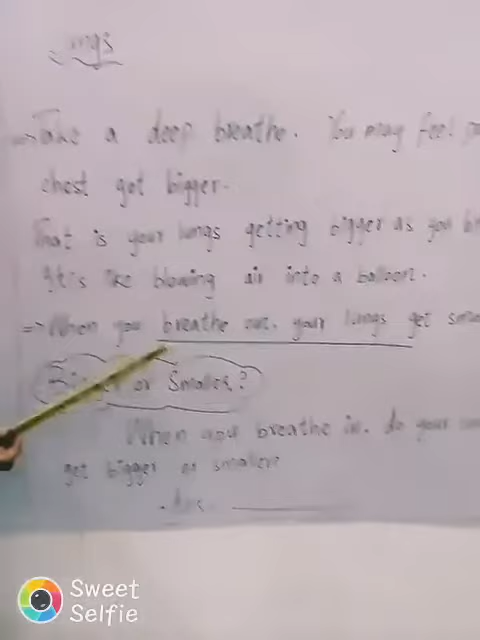 Lungs
Take a deep breathe. You may feel
chest got bigger.
That is your lungs getting bigger as you
It's like blowing air into a balloon.
=> When you breathe out, your lungs get
Bigger or Smaller?
When you breathe in, do your
get bigger or smaller?
Ans.
Sweet
Selfie